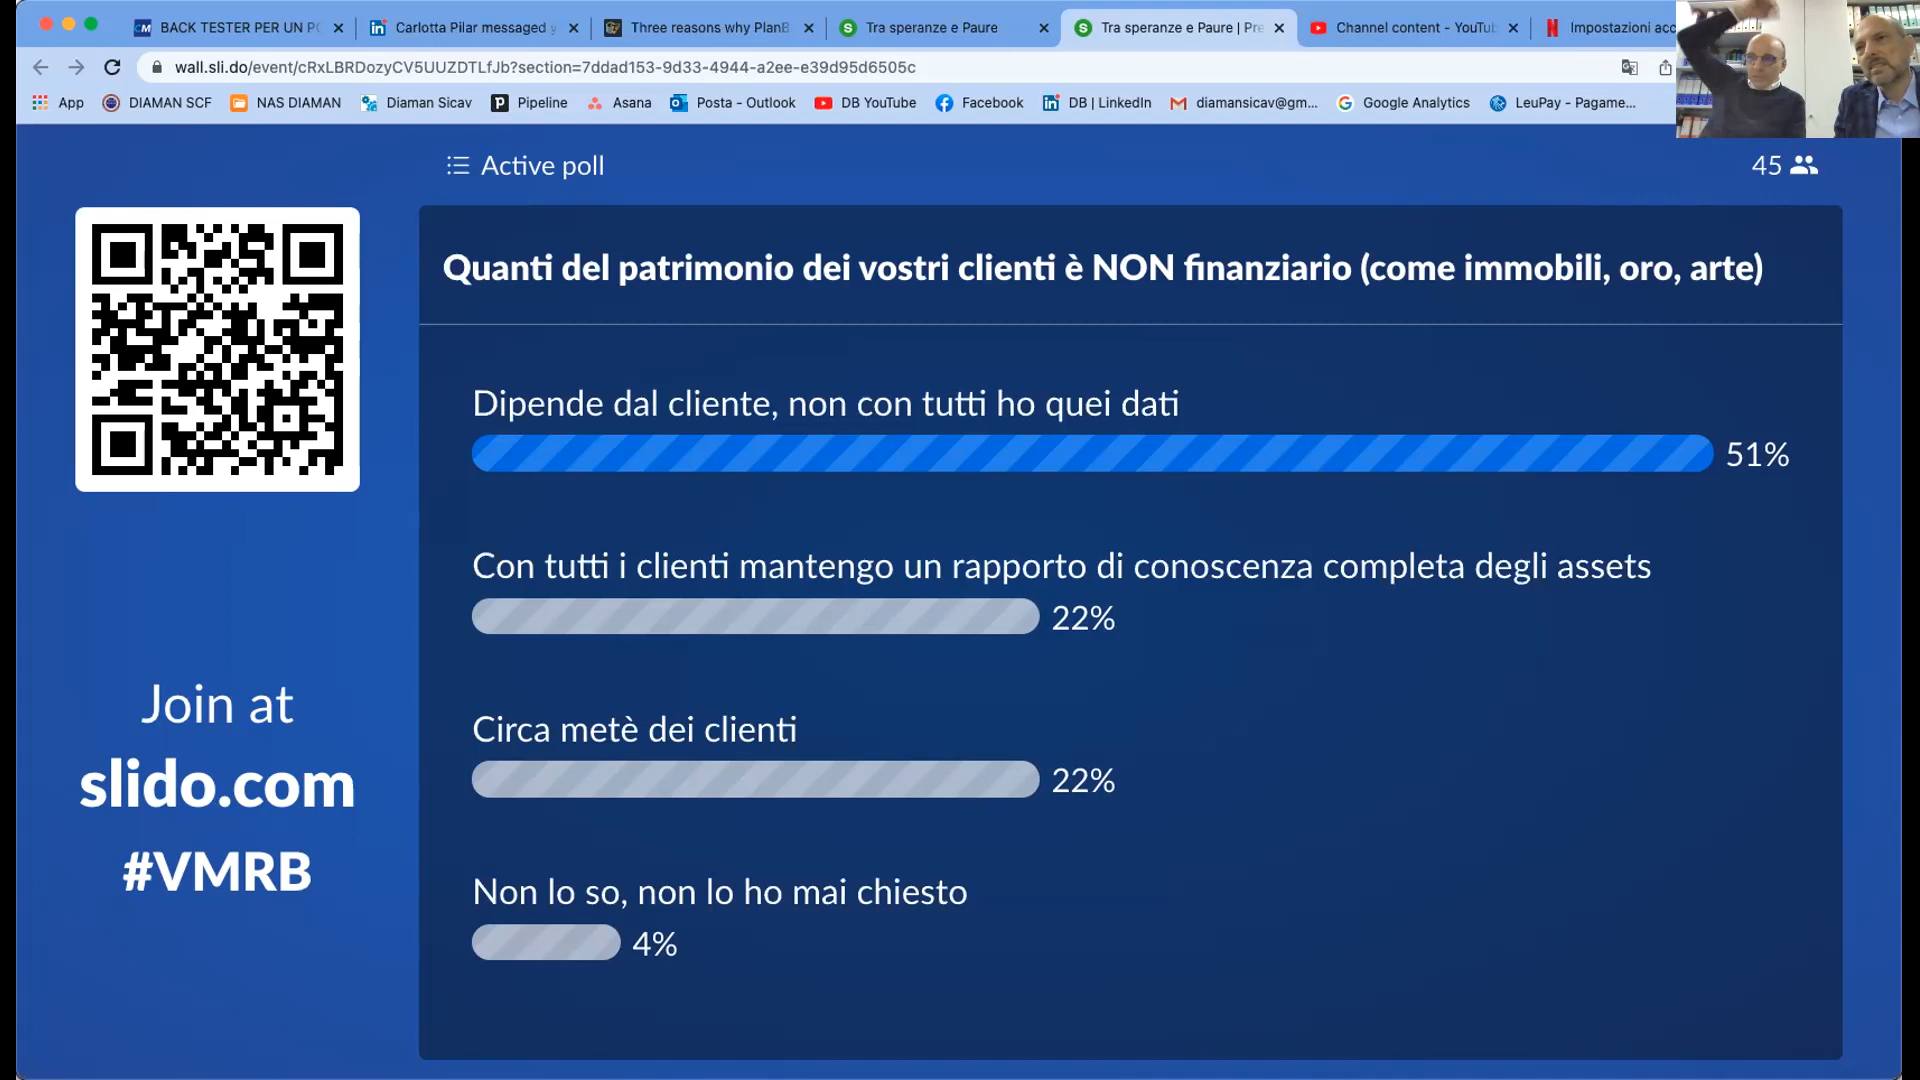 BACK TESTER PER UN P
Carlotta Pilar messaged y
Three reasons why PlanB
Tra speranze e Paure
Tra speranze e Paure | Pre
Channel content - YouTub
Impostazioni acc
wall.sli.do/event/cRxLBRDozyCV5UUZDTLfJb?section=7ddad153-9d33-4944-a2ee-e39d95d6505c
App
DIAMAN SCF
NAS DIAMAN
Diaman Sicav
Pipeline
Asana
Posta - Outlook
DB YouTube
Facebook
DB | LinkedIn
diamansicav@gm...
Google Analytics
LeuPay - Pagame...
Active poll
45
Quanti del patrimonio dei vostri clienti è NON finanziario (come immobili, oro, arte)
Dipende dal cliente, non con tutti ho quei dati
51%
Con tutti i clienti mantengo un rapporto di conoscenza completa degli assets
22%
Circa metè dei clienti
22%
Non lo so, non lo ho mai chiesto
4%
Join at
slido.com
#VMRB